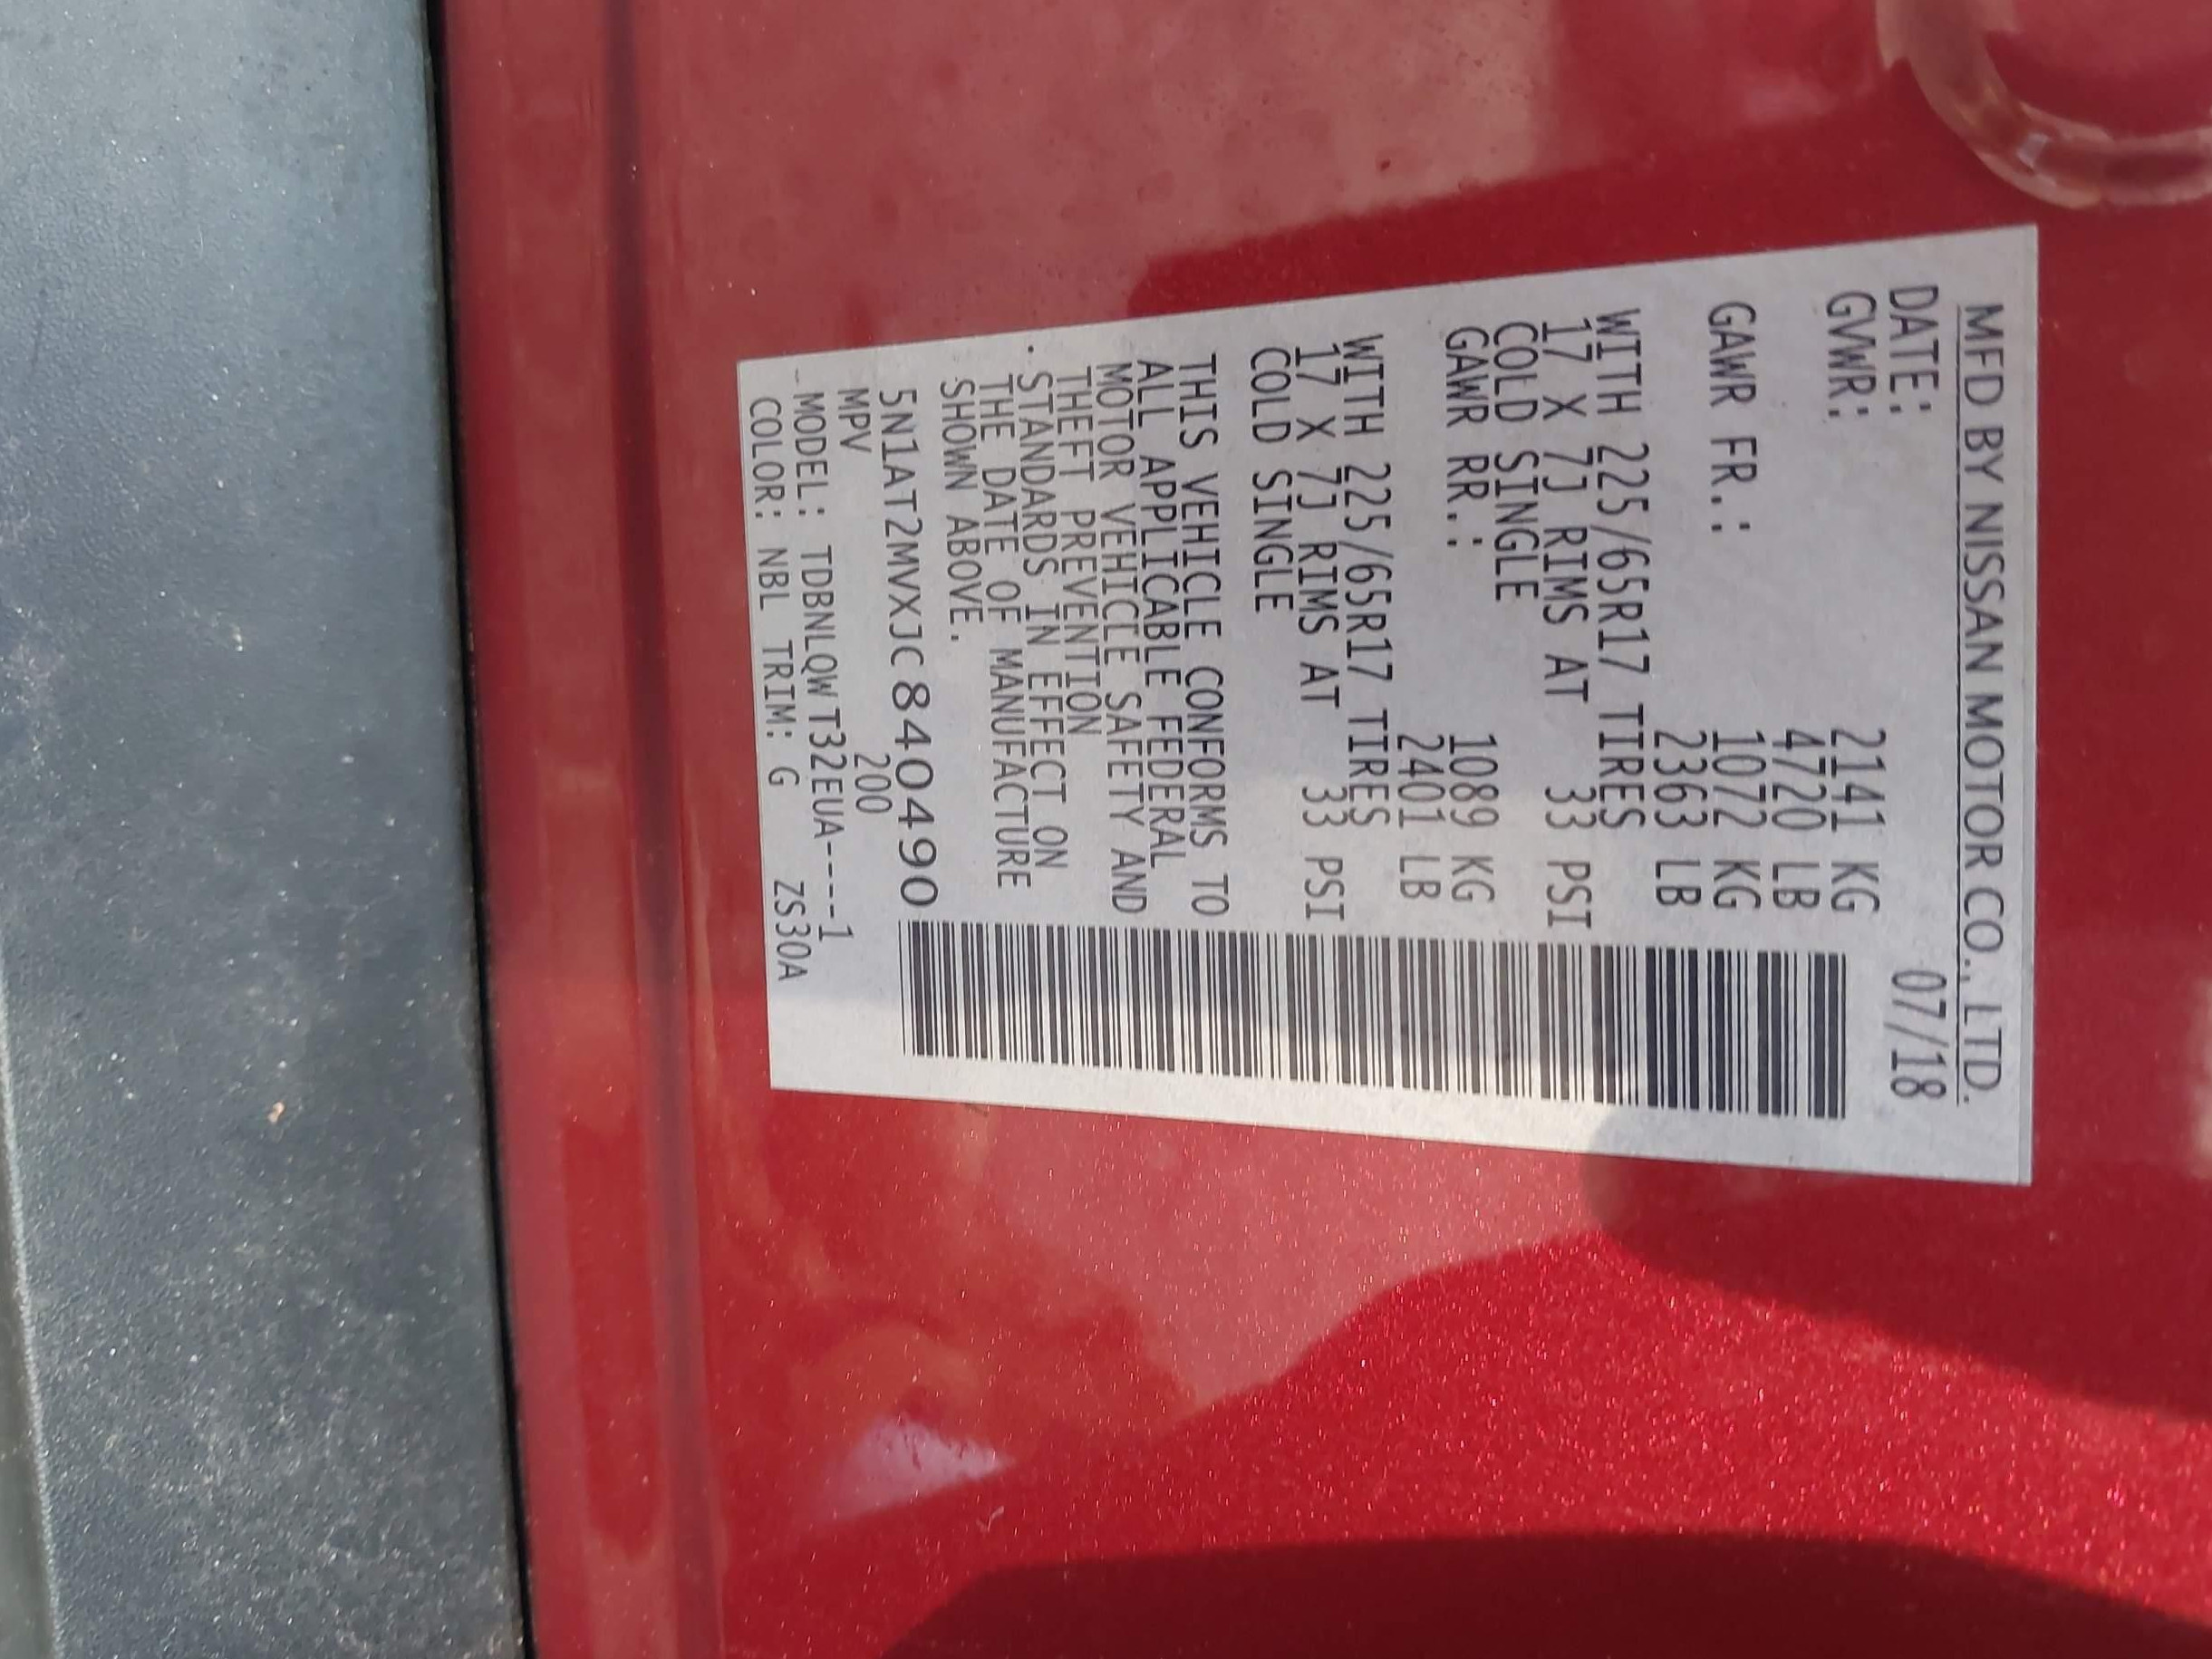 MFD BY NISSAN MOTOR CO., LTD.
DATE: 07/18
GVWR: 2141 KG
4720 LB
GAWR FR.: 1072 KG
2363 LB
WITH 225/65R17 TIRES
17 X 7J RIMS AT 33 PSI
COLD SINGLE
GAWR RR.: 1089 KG
2401 LB
WITH 225/65R17 TIRES
17 X 7J RIMS AT 33 PSI
COLD SINGLE
THIS VEHICLE CONFORMS TO
ALL APPLICABLE FEDERAL
MOTOR VEHICLE SAFETY AND
THEFT PREVENTION
STANDARDS IN EFFECT ON
THE DATE OF MANUFACTURE
SHOWN ABOVE.
5N1AT2MVXJC840490
MPV 200
MODEL: TDBNLQWT32EUA----1
COLOR: NBL TRIM: G ZS30A